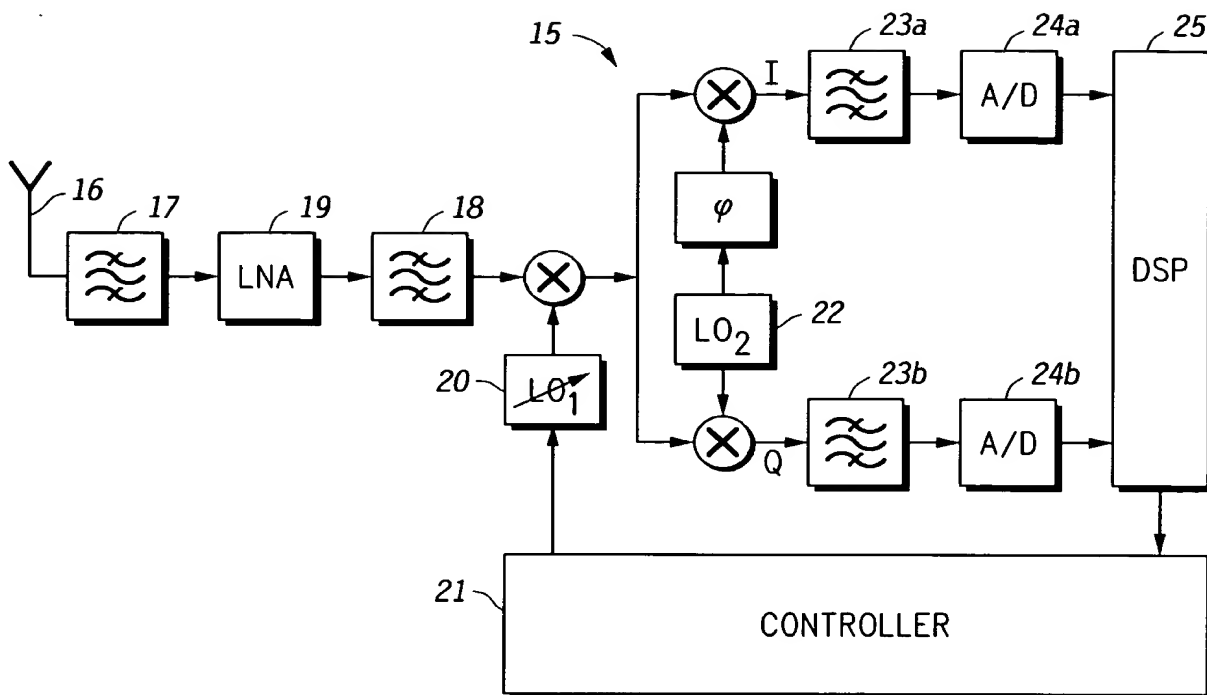 15
23a
24a
25
I
A/D
16
17
19
18
φ
LNA
DSP
LO2
22
20
LO1
23b
24b
A/D
Q
21
CONTROLLER